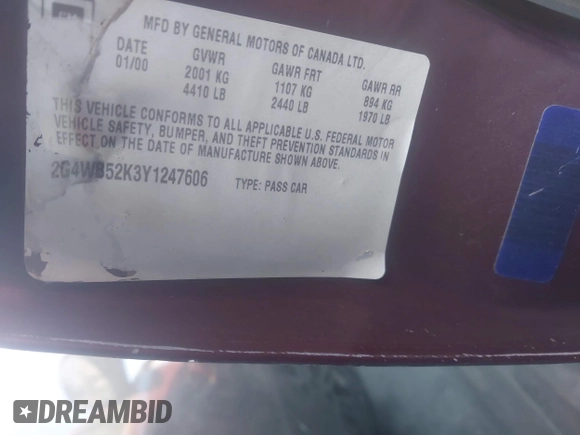 GM
MFD BY GENERAL MOTORS OF CANADA LTD.
DATE GVWR GAWR FRT GAWR RR
01/00 2001 KG 1107 KG 894 KG
4410 LB 2440 LB 1970 LB
THIS VEHICLE CONFORMS TO ALL APPLICABLE U.S. FEDERAL MOTOR
VEHICLE SAFETY, BUMPER, AND THEFT PREVENTION STANDARDS
IN EFFECT ON THE DATE OF MANUFACTURE SHOWN ABOVE.
2G4WB52K3Y1247606 TYPE: PASS CAR
DREAMBID